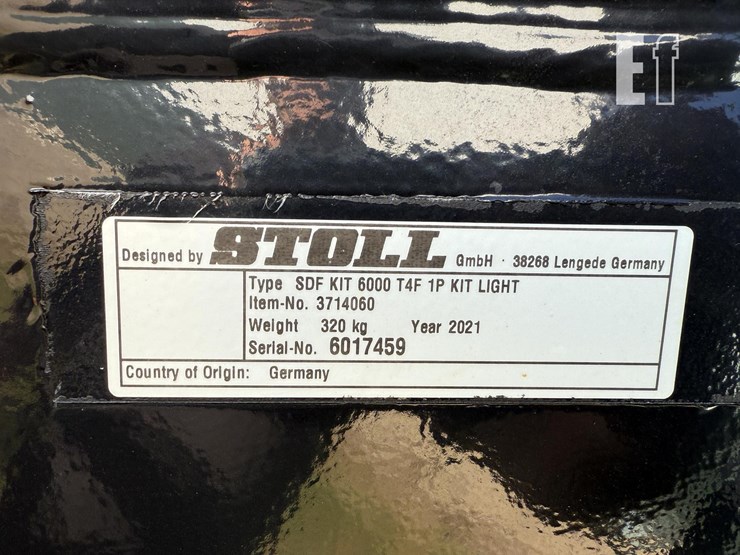 Ef
Designed by STOLL GmbH · 38268 Lengede Germany
Type SDF KIT 6000 T4F 1P KIT LIGHT
Item-No. 3714060
Weight 320 kg Year 2021
Serial-No. 6017459
Country of Origin: Germany